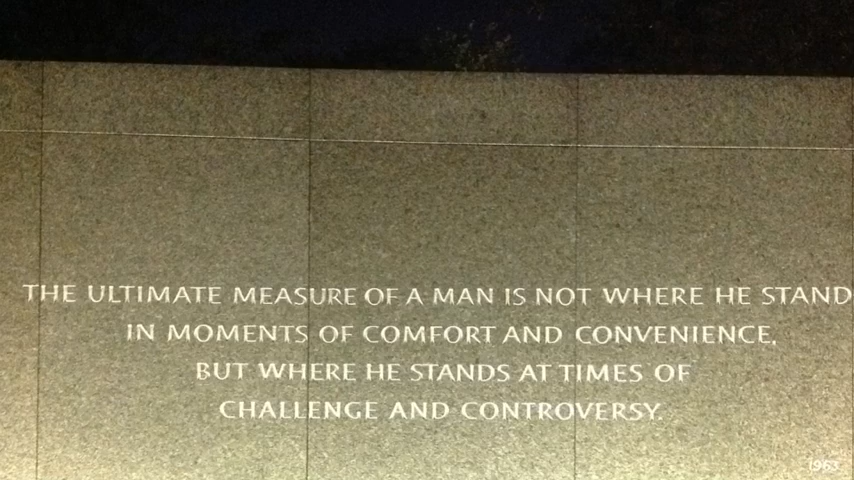 THE ULTIMATE MEASURE OF A MAN IS NOT WHERE HE STAND
IN MOMENTS OF COMFORT AND CONVENIENCE,
BUT WHERE HE STANDS AT TIMES OF
CHALLENGE AND CONTROVERSY.
1963